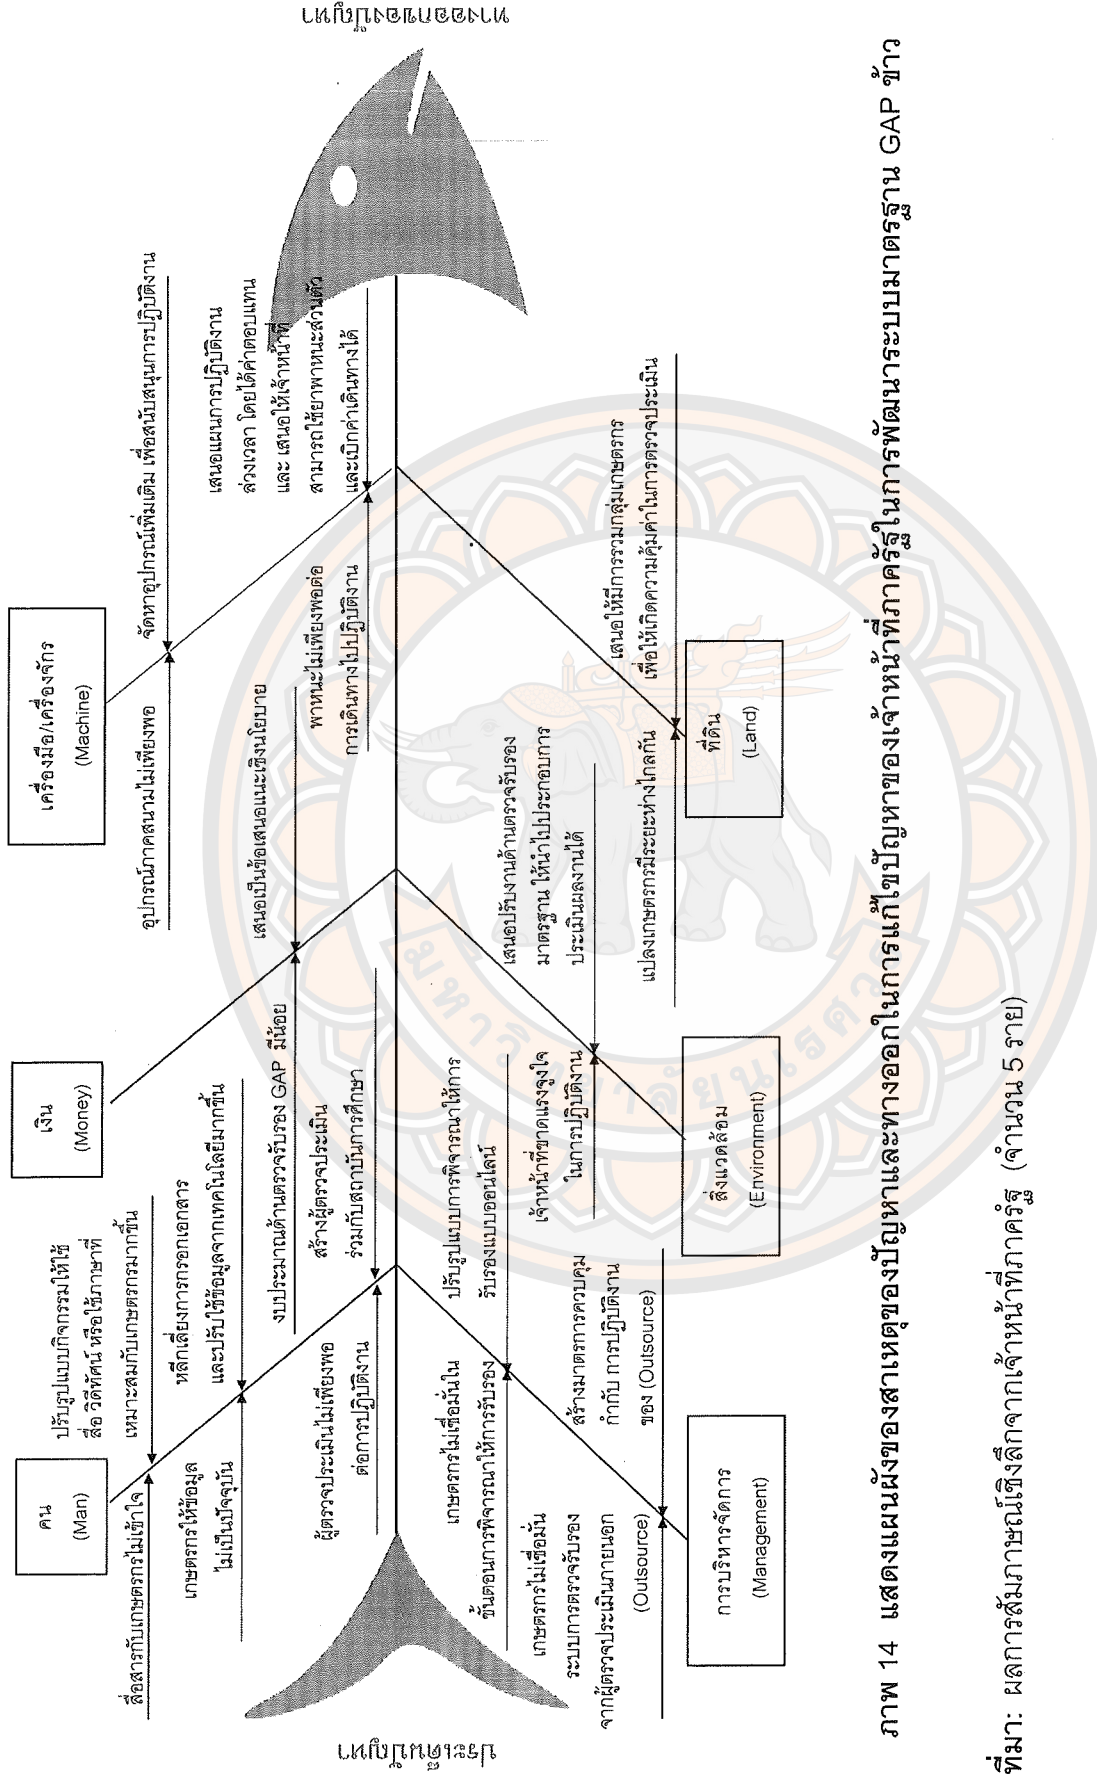 ประเด็นปัญหา
ทางออกของปัญหา
คน
(Man)
สื่อสารกับเกษตรกรไม่เข้าใจ
ปรับรูปแบบกิจกรรมให้ใช้
สื่อ วิดีทัศน์ หรือใช้ภาษาที่
เหมาะสมกับเกษตรกรมากขึ้น
เกษตรกรให้ข้อมูล
ไม่เป็นปัจจุบัน
หลีกเลี่ยงการกรอกเอกสาร
และปรับใช้ข้อมูลจากเทคโนโลยีมากขึ้น
ผู้ตรวจประเมินไม่เพียงพอ
ต่อการปฏิบัติงาน
สร้างผู้ตรวจประเมิน
ร่วมกับสถาบันการศึกษา
เงิน
(Money)
งบประมาณด้านตรวจรับรอง GAP มีน้อย
เสนอเป็นข้อเสนอแนะเชิงนโยบาย
เครื่องมือ/เครื่องจักร
(Machine)
อุปกรณ์ภาคสนามไม่เพียงพอ
จัดหาอุปกรณ์เพิ่มเติม เพื่อสนับสนุนการปฏิบัติงาน
พาหนะไม่เพียงพอต่อ
การเดินทางไปปฏิบัติงาน
เสนอแผนการปฏิบัติงาน
ล่วงเวลา โดยได้ค่าตอบแทน
และ เสนอให้เจ้าหน้าที่
สามารถใช้ยาพาหนะส่วนตัว
และเบิกค่าเดินทางได้
เกษตรกรไม่เชื่อมั่นใน
ขั้นตอนการพิจารณาให้การรับรอง
ปรับรูปแบบการพิจารณาให้การ
รับรองแบบออนไลน์
เกษตรกรไม่เชื่อมั่น
ระบบการตรวจรับรอง
จากผู้ตรวจประเมินภายนอก
(Outsource)
สร้างมาตรการควบคุม
กำกับ การปฏิบัติงาน
ของ (Outsource)
การบริหารจัดการ
(Management)
เจ้าหน้าที่ขาดแรงจูงใจ
ในการปฏิบัติงาน
เสนอปรับงานด้านตรวจรับรอง
มาตรฐาน ให้นำไปประกอบการ
ประเมินผลงานได้
สิ่งแวดล้อม
(Environment)
แปลงเกษตรกรมีระยะห่างไกลกัน
เสนอให้มีการรวมกลุ่มเกษตรกร
เพื่อให้เกิดความคุ้มค่าในการตรวจประเมิน
ที่ดิน
(Land)
มหาวิทยาลัยนเรศวร
ภาพ 14 แสดงแผนผังของสาเหตุของปัญหาและทางออกในการแก้ไขปัญหาของเจ้าหน้าที่ภาครัฐในการพัฒนาระบบมาตรฐาน GAP ข้าว
ที่มา: ผลการสัมภาษณ์เชิงลึกจากเจ้าหน้าที่ภาครัฐ (จำนวน 5 ราย)